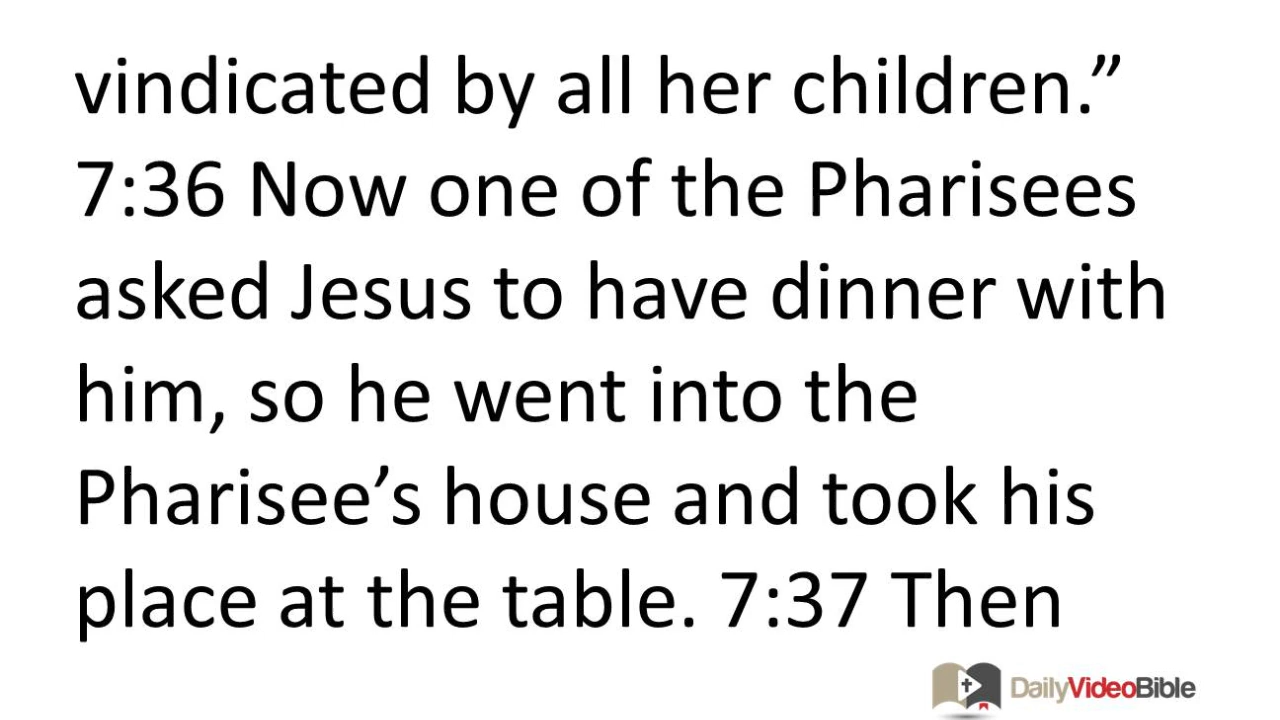 vindicated by all her children.”
7:36 Now one of the Pharisees
asked Jesus to have dinner with
him, so he went into the
Pharisee’s house and took his
place at the table. 7:37 Then
DailyVideoBible